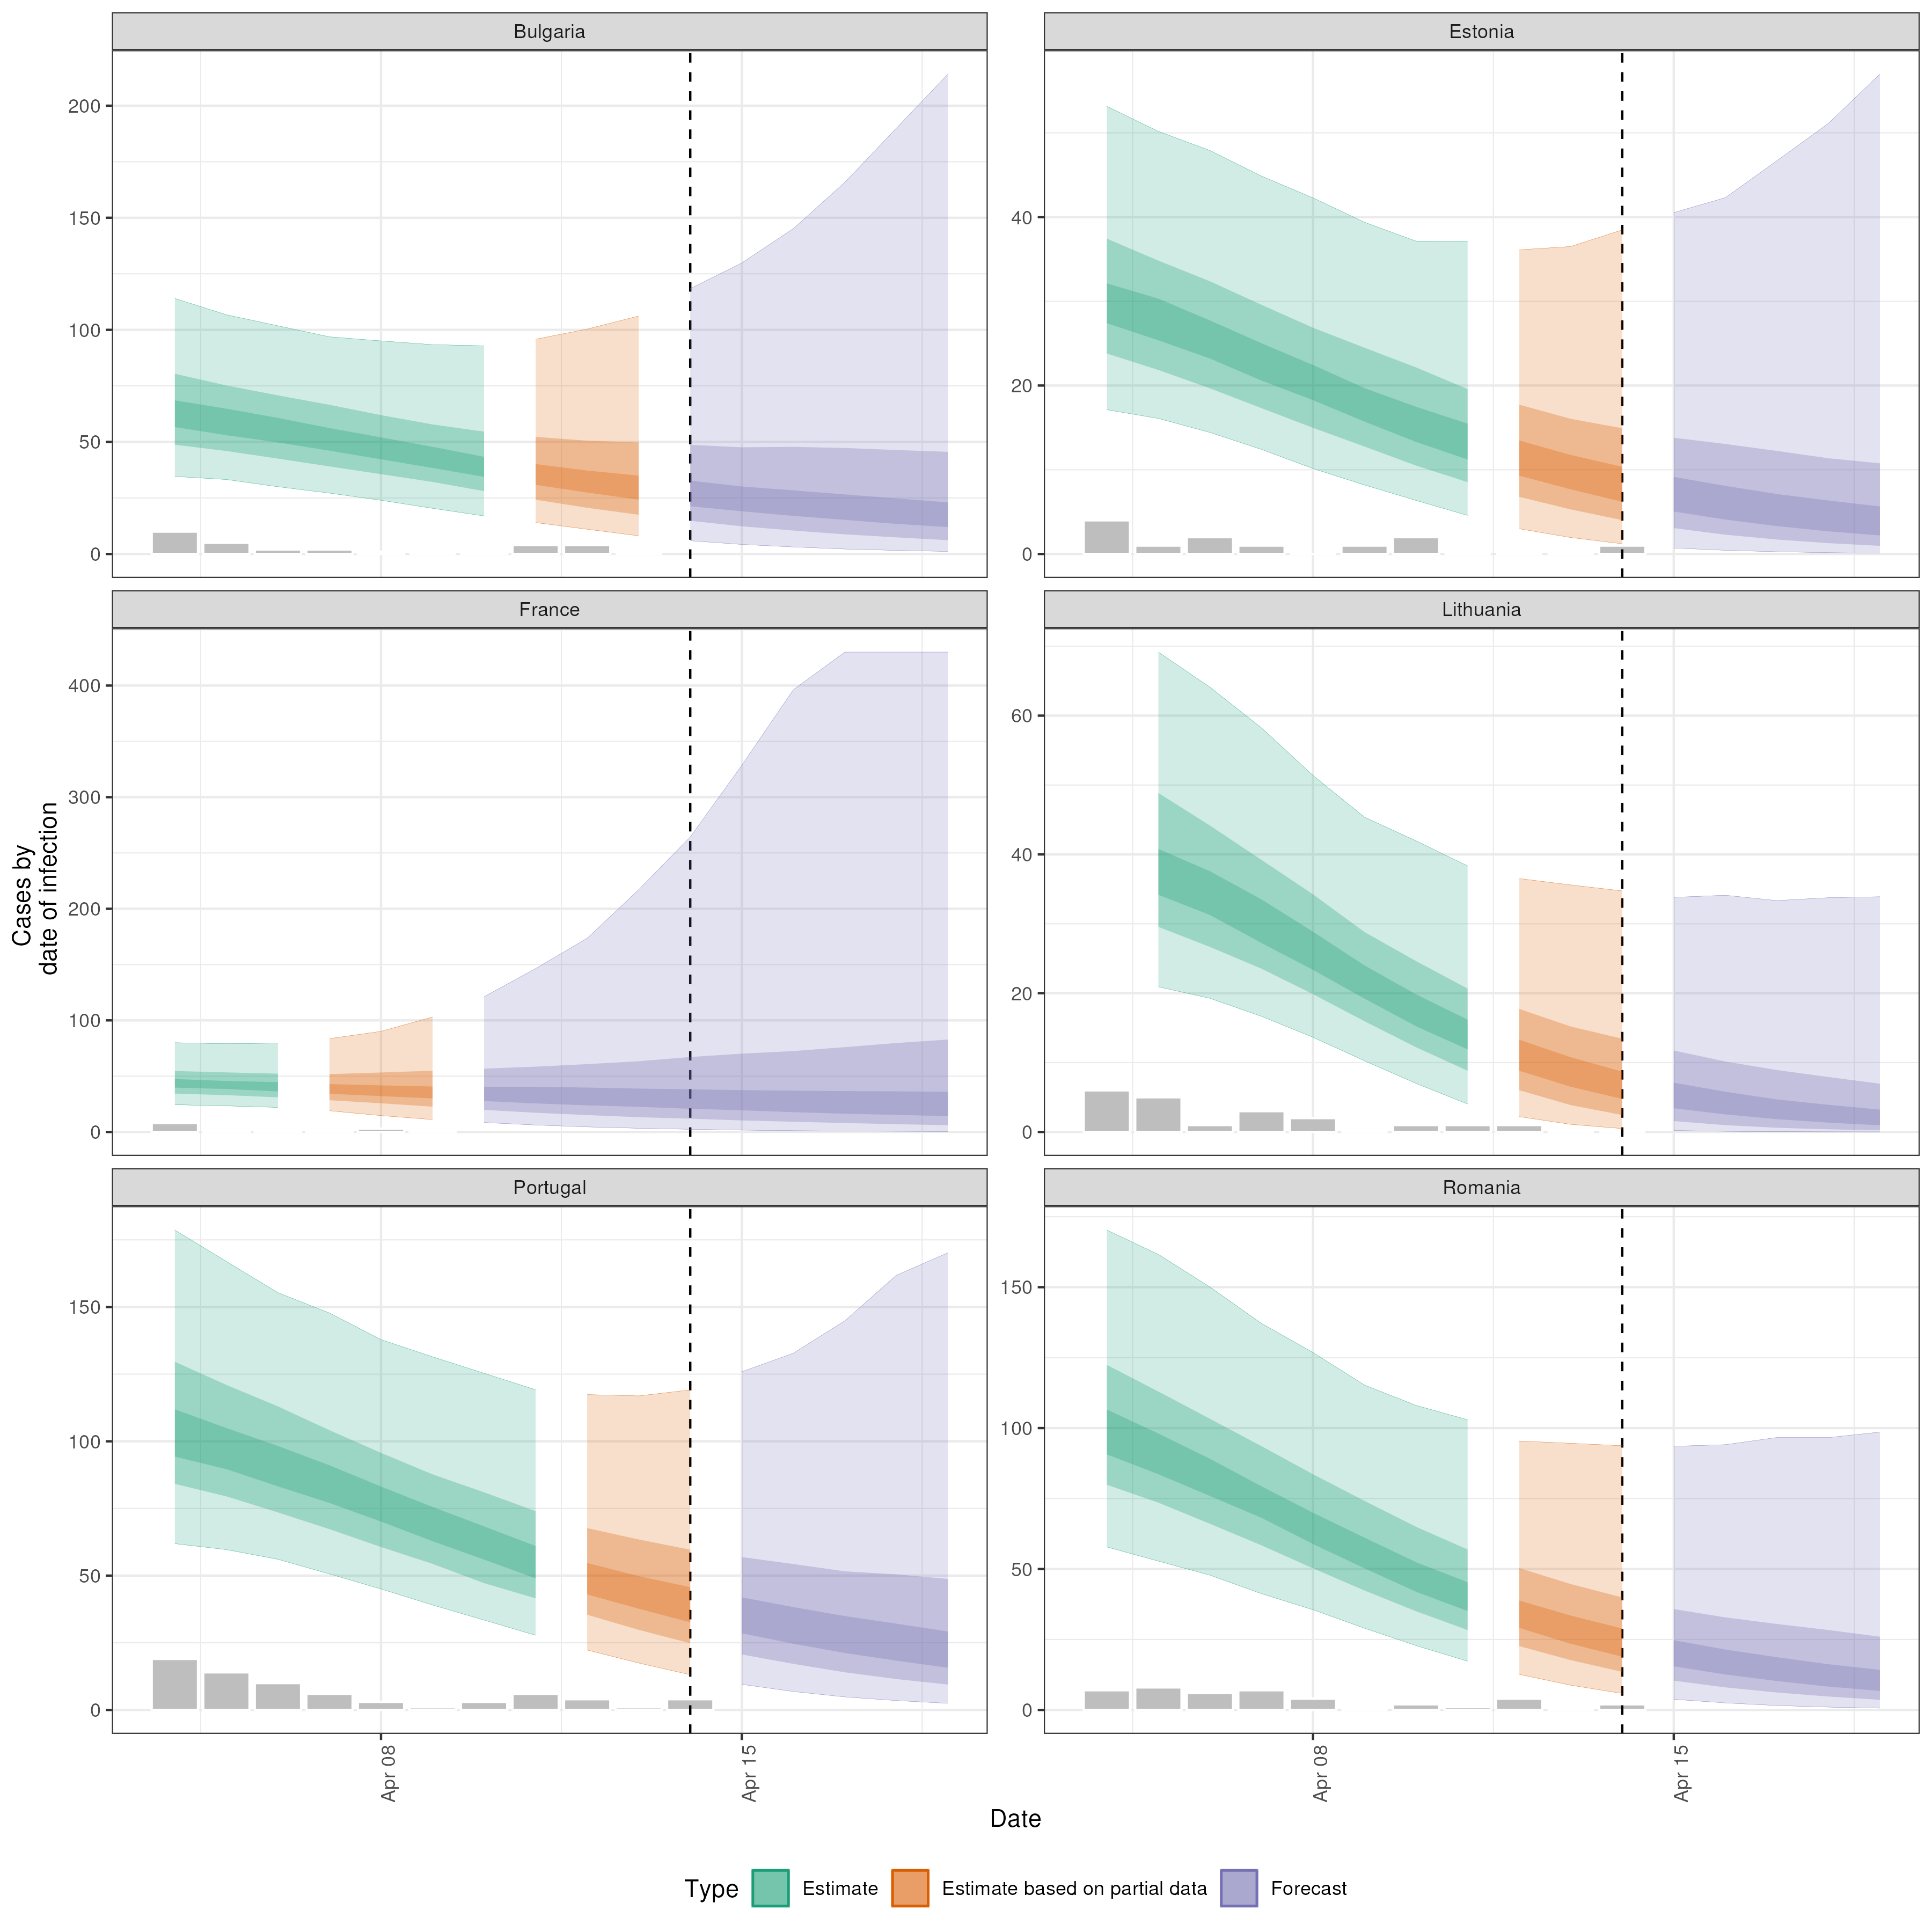 Bulgaria
Estonia
200
150
100
50
0
40
20
0
France
Lithuania
400
300
200
100
0
60
40
20
0
Cases by
date of infection
Portugal
Romania
150
100
50
0
150
100
50
0
Apr 08
Apr 15
Apr 08
Apr 15
Date
Type
Estimate
Estimate based on partial data
Forecast